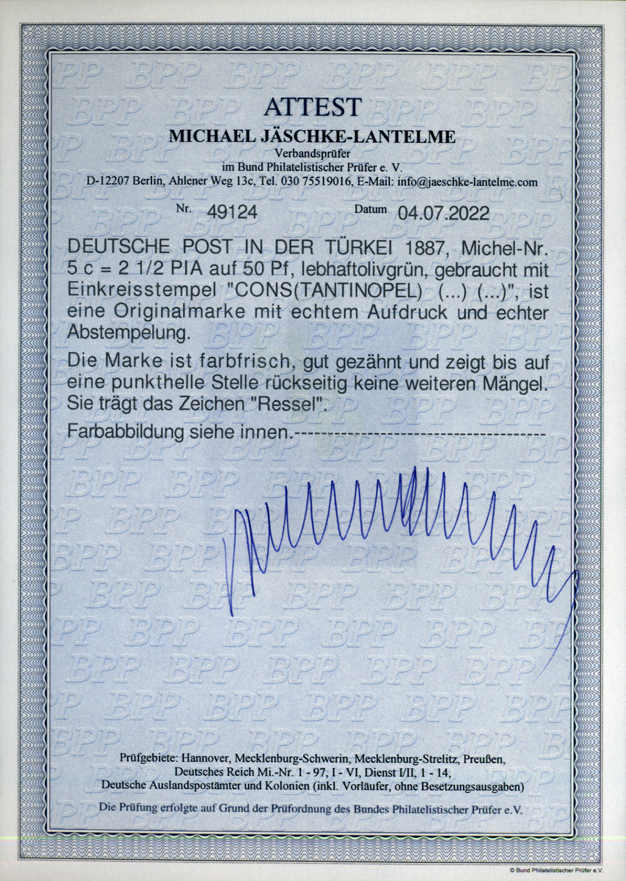 ATTEST
MICHAEL JÄSCHKE-LANTELME
Verbandsprüfer
im Bund Philatelistischer Prüfer e. V.
D-12207 Berlin, Ahlener Weg 13c, Tel. 030 75519016, E-Mail: info@jaeschke-lantelme.com
Nr. 49124 Datum 04.07.2022
DEUTSCHE POST IN DER TÜRKEI 1887, Michel-Nr.
5 c = 2 1/2 PIA auf 50 Pf, lebhaftolivgrün, gebraucht mit
Einkreisstempel "CONS(TANTINOPEL) (...) (...)", ist
eine Originalmarke mit echtem Aufdruck und echter
Abstempelung.
Die Marke ist farbfrisch, gut gezähnt und zeigt bis auf
eine punkthelle Stelle rückseitig keine weiteren Mängel.
Sie trägt das Zeichen "Ressel".
Farbabbildung siehe innen.-----------------------------------
Prüfgebiete: Hannover, Mecklenburg-Schwerin, Mecklenburg-Strelitz, Preußen,
Deutsches Reich Mi.-Nr. 1 - 97, I - VI, Dienst I/II, 1 - 14,
Deutsche Auslandspostämter und Kolonien (inkl. Vorläufer, ohne Besetzungsausgaben)
Die Prüfung erfolgte auf Grund der Prüfordnung des Bundes Philatelistischer Prüfer e.V.
© Bund Philatelistischer Prüfer e.V.